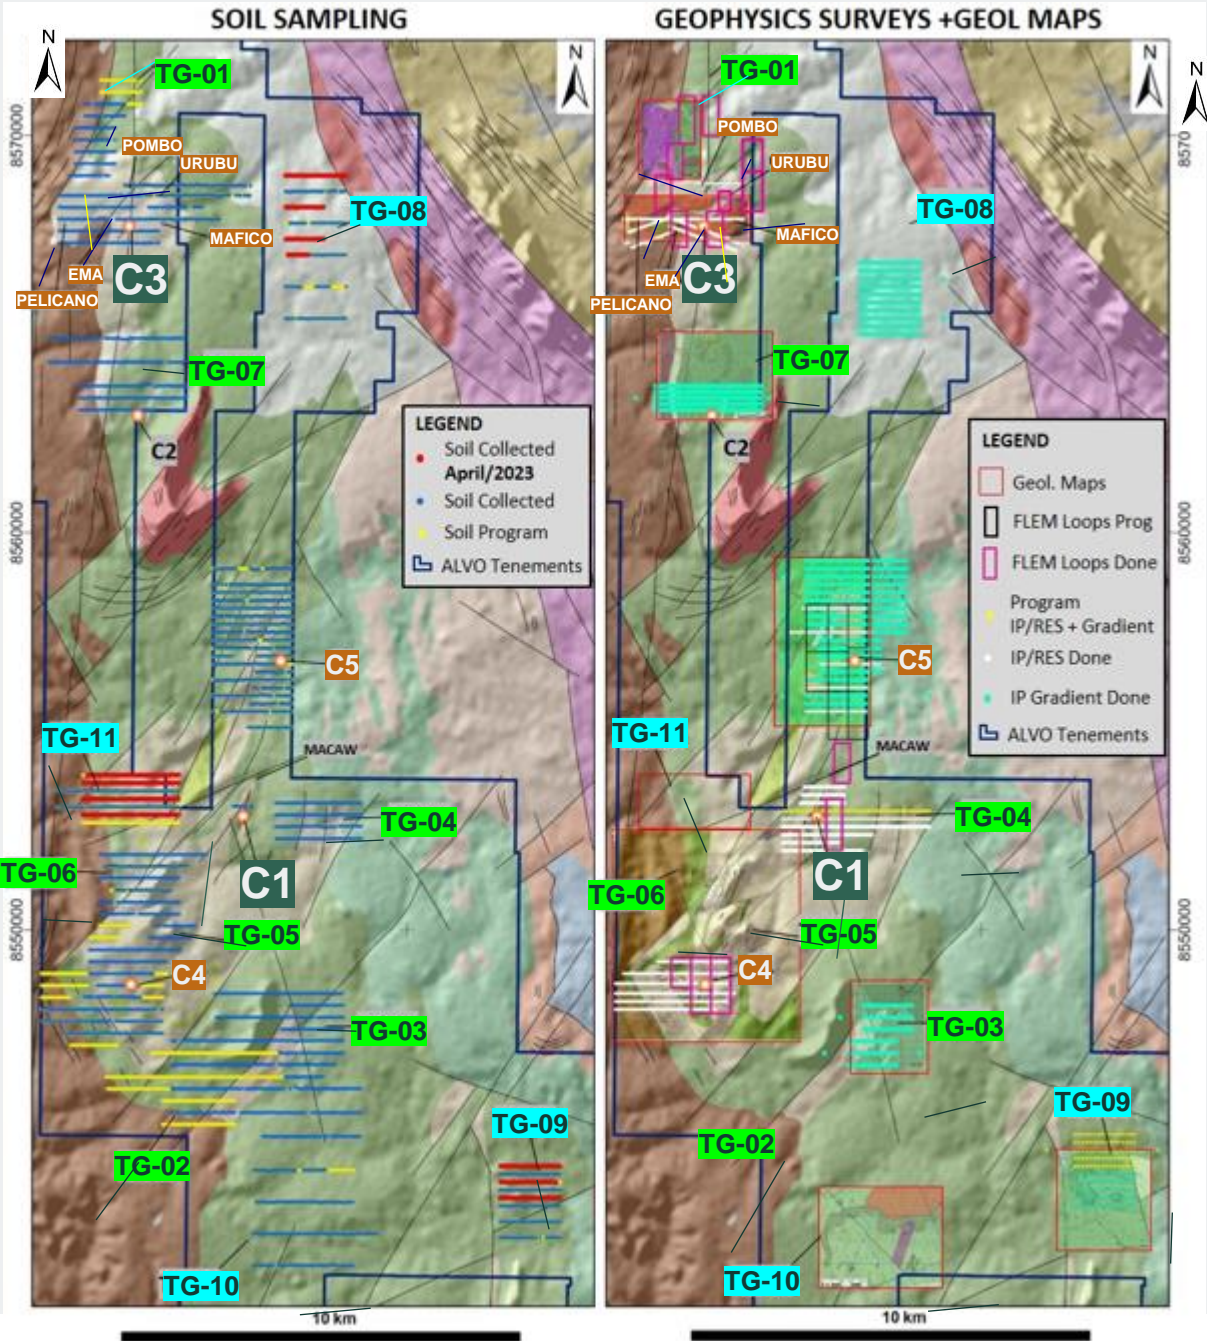 SOIL SAMPLING
N
N
TG-01
8570000
POMBO
URUBU
TG-08
MAFICO
C3
EMA
PELICANO
TG-07
C2
LEGEND
Soil Collected
April/2023
Soil Collected
Soil Program
ALVO Tenements
8560000
C5
TG-11
MACAW
TG-04
TG-06
C1
TG-05
8550000
C4
TG-03
TG-09
TG-02
TG-10
10 km
GEOPHYSICS SURVEYS +GEOL MAPS
N
N
TG-01
8570
POMBO
URUBU
TG-08
MAFICO
EMA
C3
PELICANO
TG-07
C2
LEGEND
Geol. Maps
FLEM Loops Prog
FLEM Loops Done
Program
IP/RES + Gradient
IP/RES Done
IP Gradient Done
ALVO Tenements
8560000
C5
TG-11
MACAW
TG-04
C1
TG-06
TG-05
8550000
C4
TG-03
TG-09
TG-02
TG-10
10 km